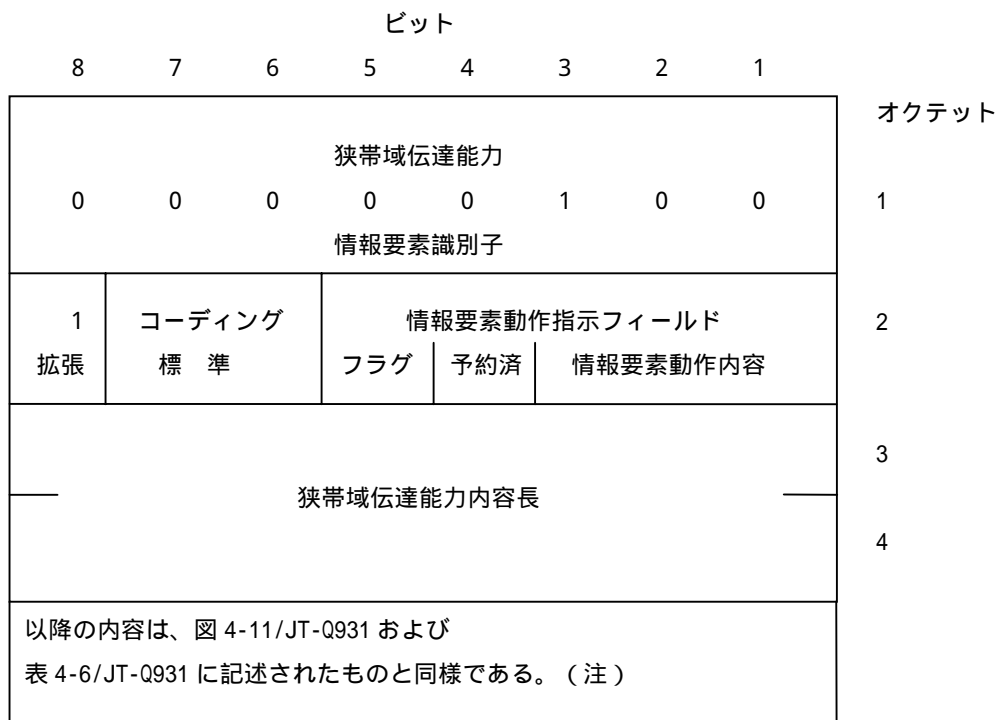 ビット
8 7 6 5 4 3 2 1
オクテット
狭帯域伝達能力
0 0 0 0 0 1 0 0 1
情報要素識別子
1 コーディング 情報要素動作指示フィールド 2
拡張 標 準 フラグ 予約済 情報要素動作内容
3
狭帯域伝達能力内容長
4
以降の内容は、図 4-11/JT-Q931 および
表 4-6/JT-Q931 に記述されたものと同様である。（注）